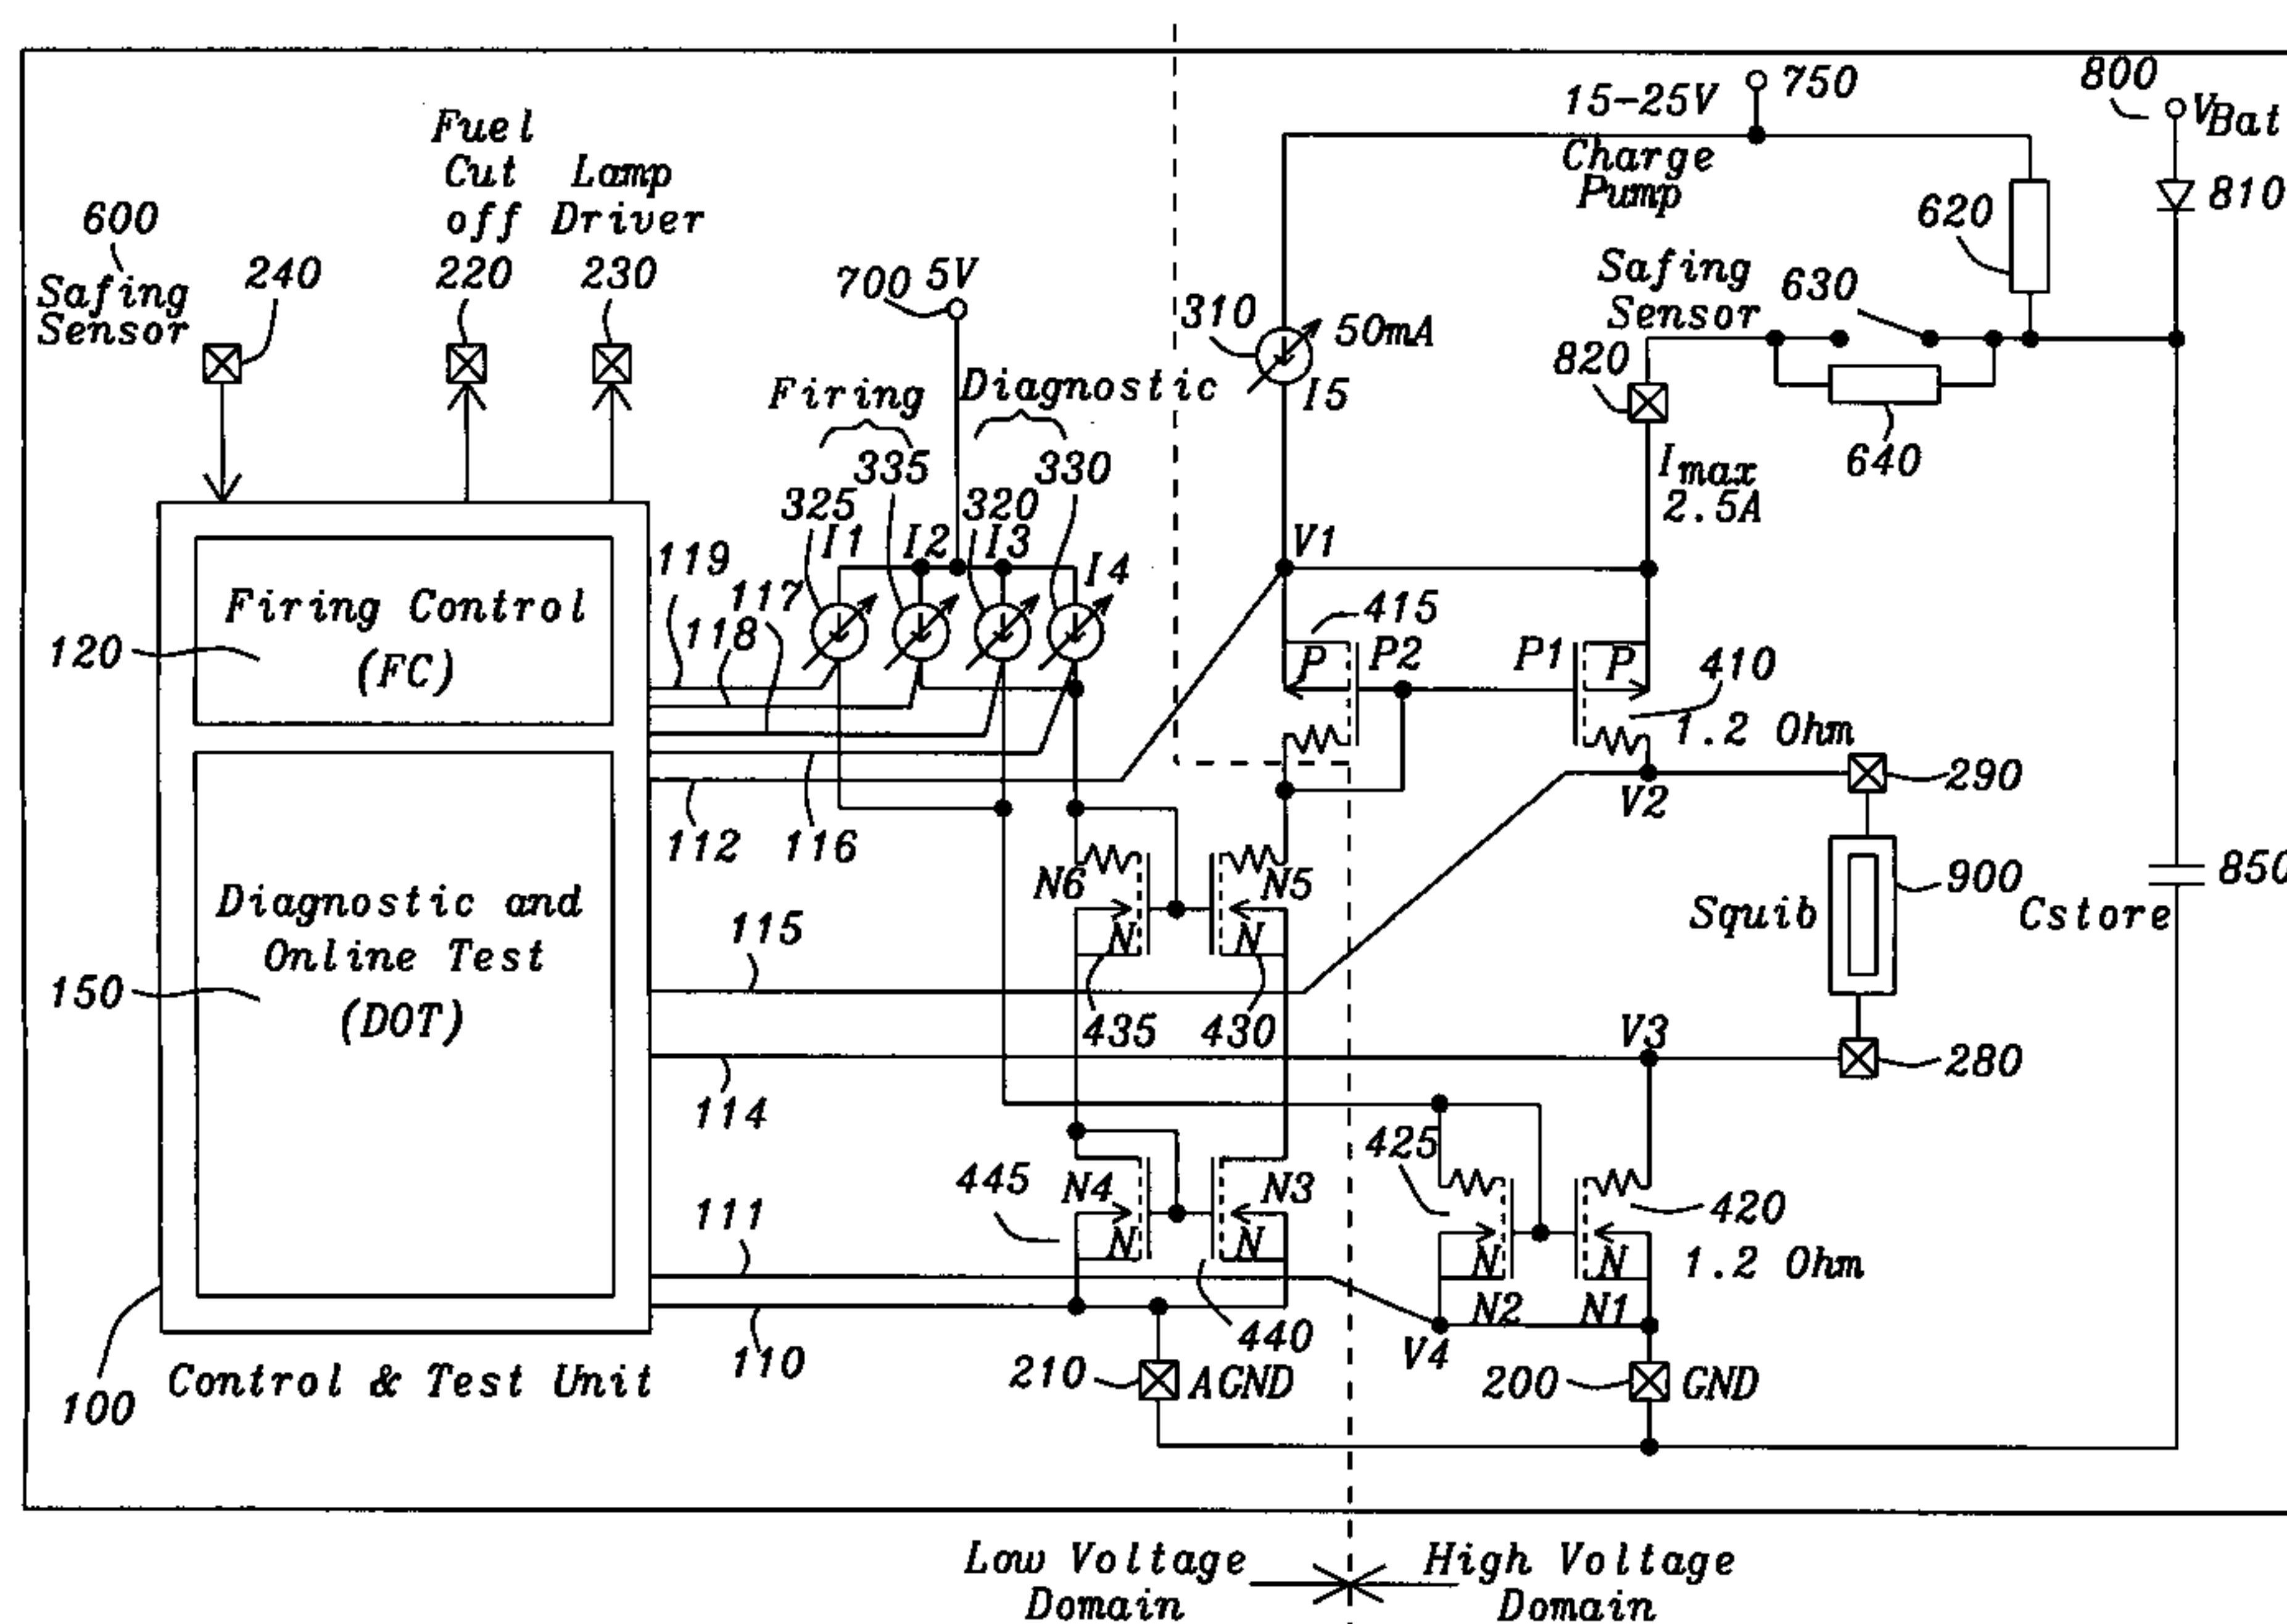 800
V Bat
15-25V
750
Charge
Pump
810
Fuel
Cut
off
Lamp
Driver
600
Safing
Sensor
240
220
230
700
5V
620
Safing
Sensor
630
310
50mA
I5
820
640
Imax
2.5A
Firing
Diagnostic
335
330
325
320
I1
I2
I3
I4
V1
119
117
118
415
P2
P
P1
P
410
1.2 Ohm
Firing Control
(FC)
120
112
116
V2
290
N6
N5
N
N
435
430
Squib
900
Cstore
850
Diagnostic and
Online Test
(DOT)
150
115
114
V3
280
425
445
N4
N3
N
N
420
1.2 Ohm
N
N
N2
N1
111
110
440
V4
210
AGND
200
GND
100
Control & Test Unit
Low Voltage
Domain
High Voltage
Domain